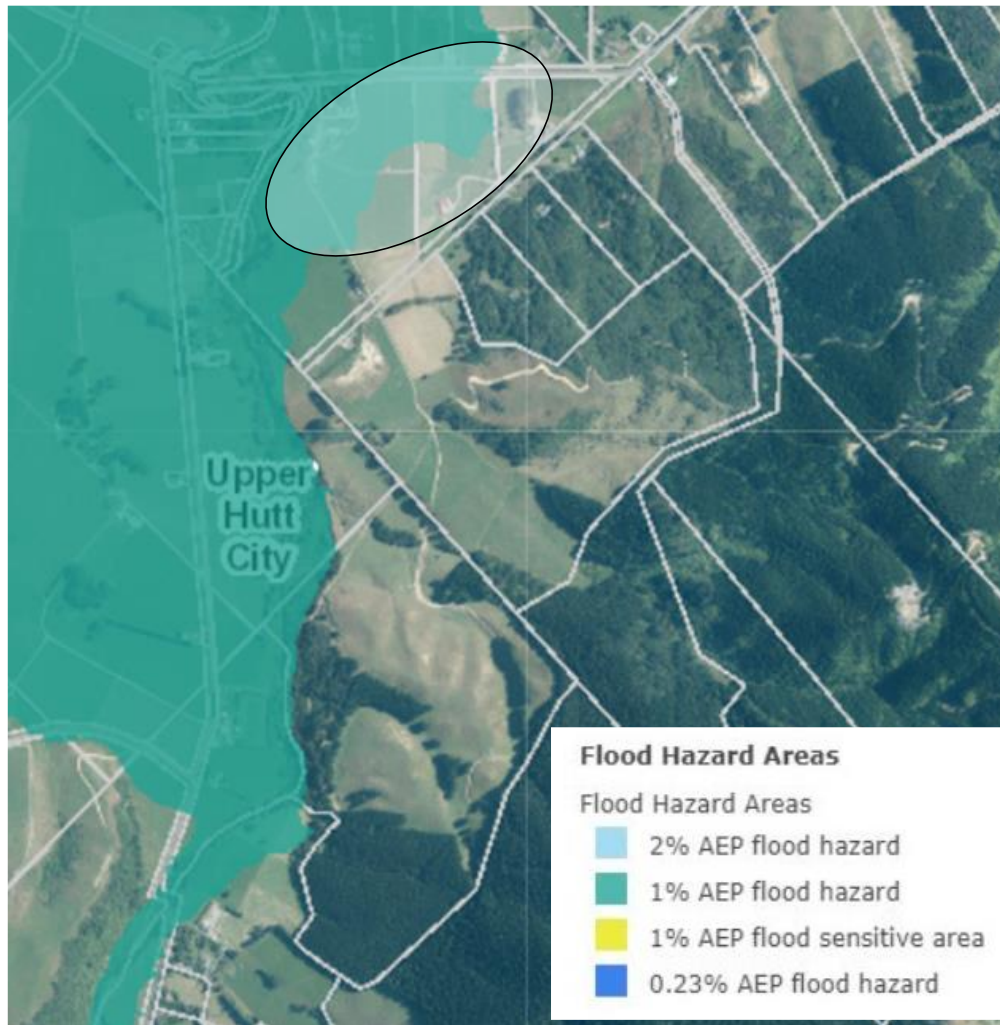 Upper
Hutt
City
Flood Hazard Areas
Flood Hazard Areas
2% AEP flood hazard
1% AEP flood hazard
1% AEP flood sensitive area
0.23% AEP flood hazard